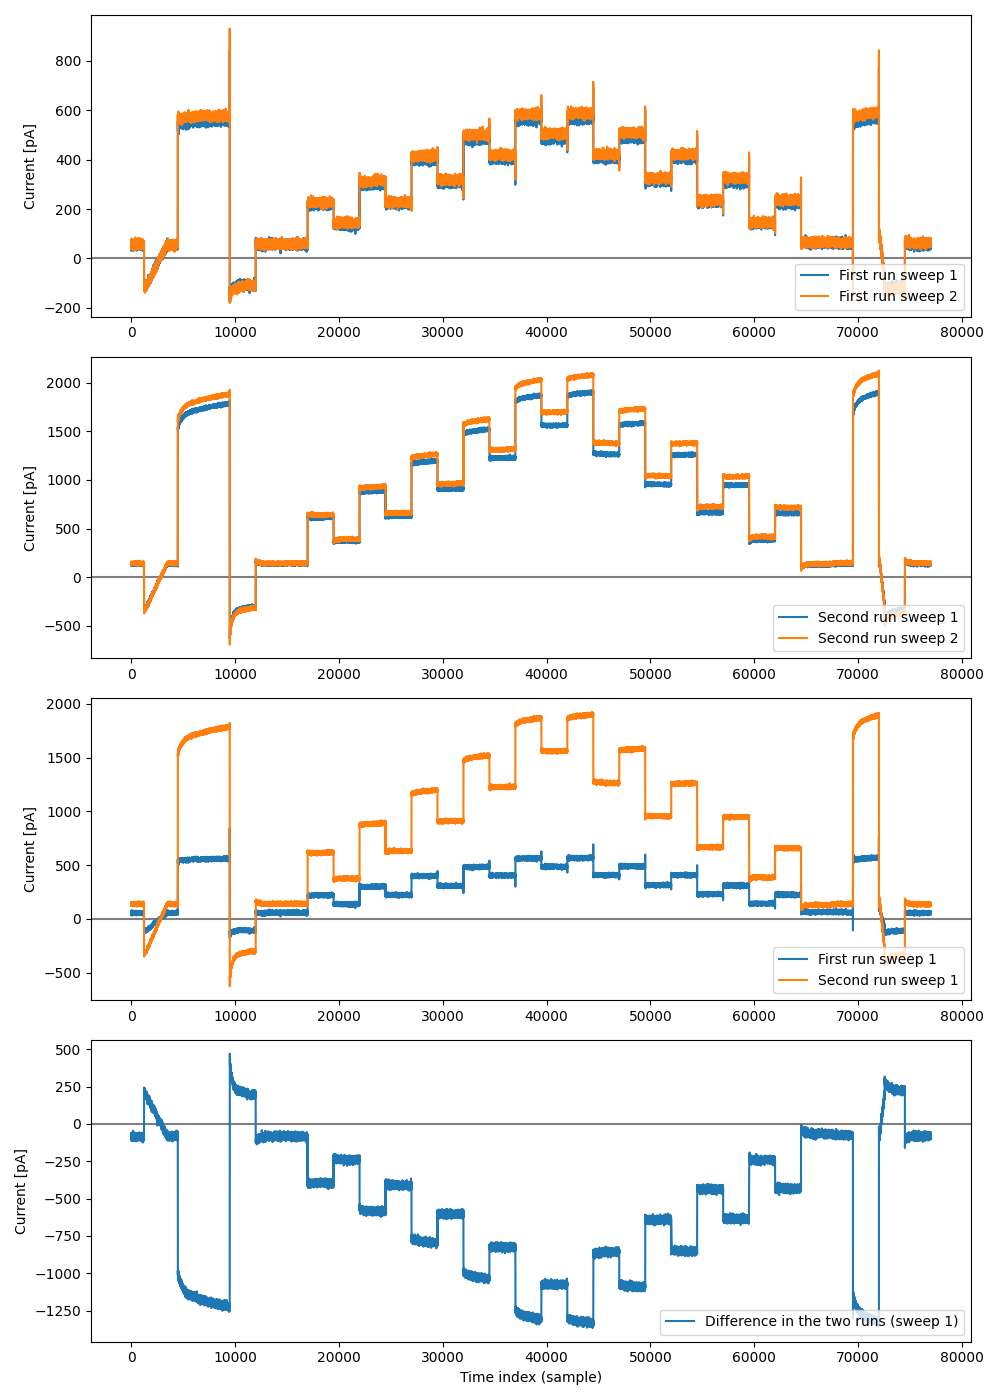 800
600
400
200
0
−200
Current [pA]
First run sweep 1
First run sweep 2
0 10000 20000 30000 40000 50000 60000 70000 80000
2000
1500
1000
500
0
−500
Current [pA]
Second run sweep 1
Second run sweep 2
0 10000 20000 30000 40000 50000 60000 70000 80000
2000
1500
1000
500
0
−500
Current [pA]
First run sweep 1
Second run sweep 1
0 10000 20000 30000 40000 50000 60000 70000 80000
500
250
0
−250
−500
−750
−1000
−1250
Current [pA]
Difference in the two runs (sweep 1)
0 10000 20000 30000 40000 50000 60000 70000 80000
Time index (sample)